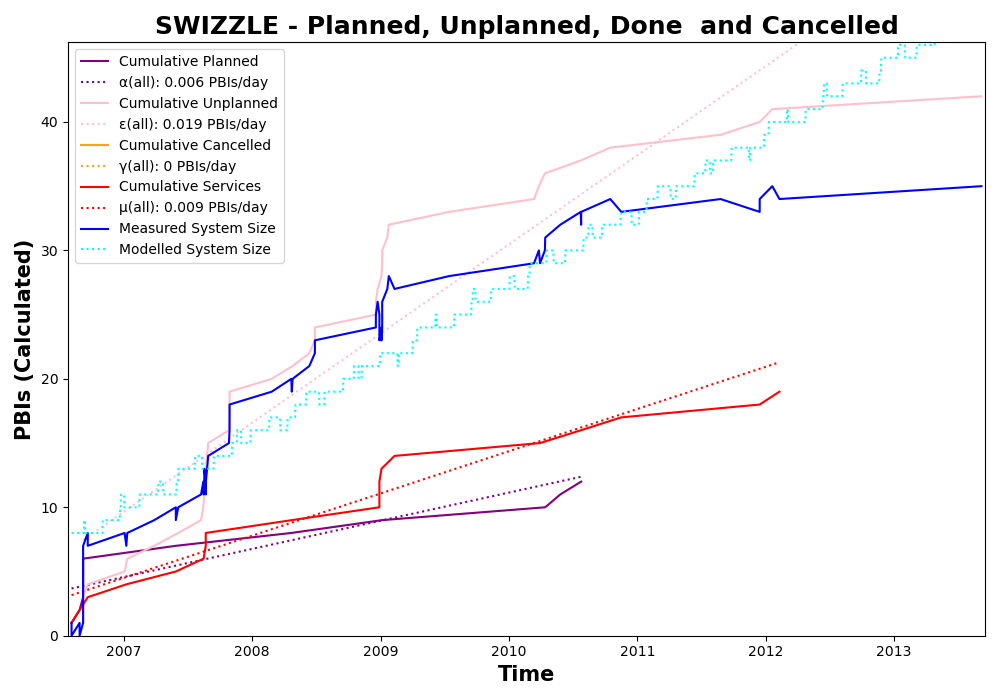 SWIZZLE - Planned, Unplanned, Done  and Cancelled
Cumulative Planned
α(all): 0.006 PBIs/day
Cumulative Unplanned
ε(all): 0.019 PBIs/day
Cumulative Cancelled
γ(all): 0 PBIs/day
Cumulative Services
μ(all): 0.009 PBIs/day
Measured System Size
Modelled System Size
PBIs (Calculated)
40
30
20
10
0
2007 2008 2009 2010 2011 2012 2013
Time